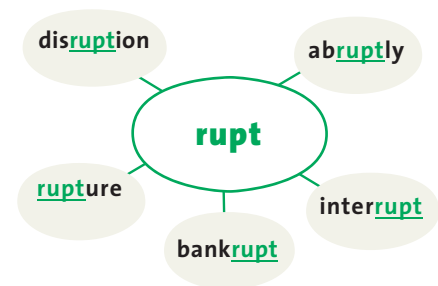 disruption
abruptly
rupt
rupture
interrupt
bankrupt